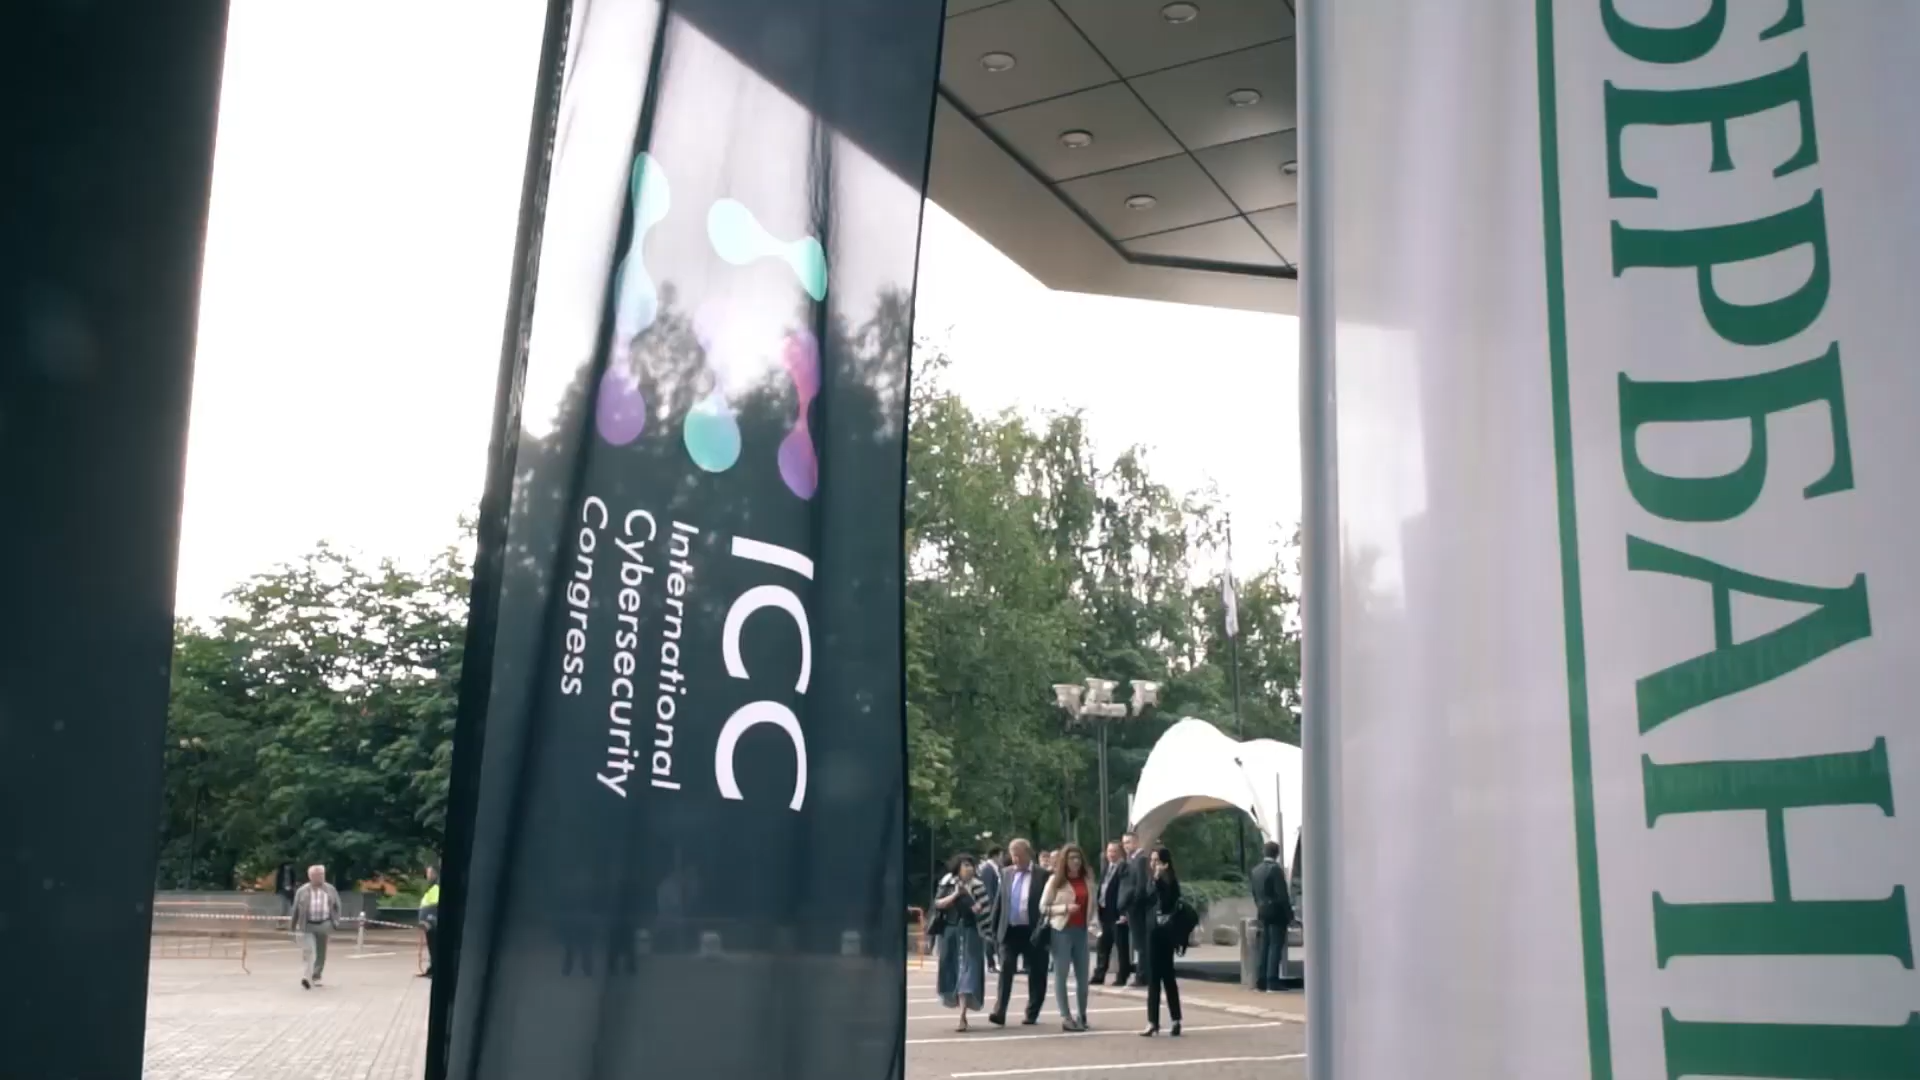 ICC
International
Cybersecurity
Congress
БЕРБАН